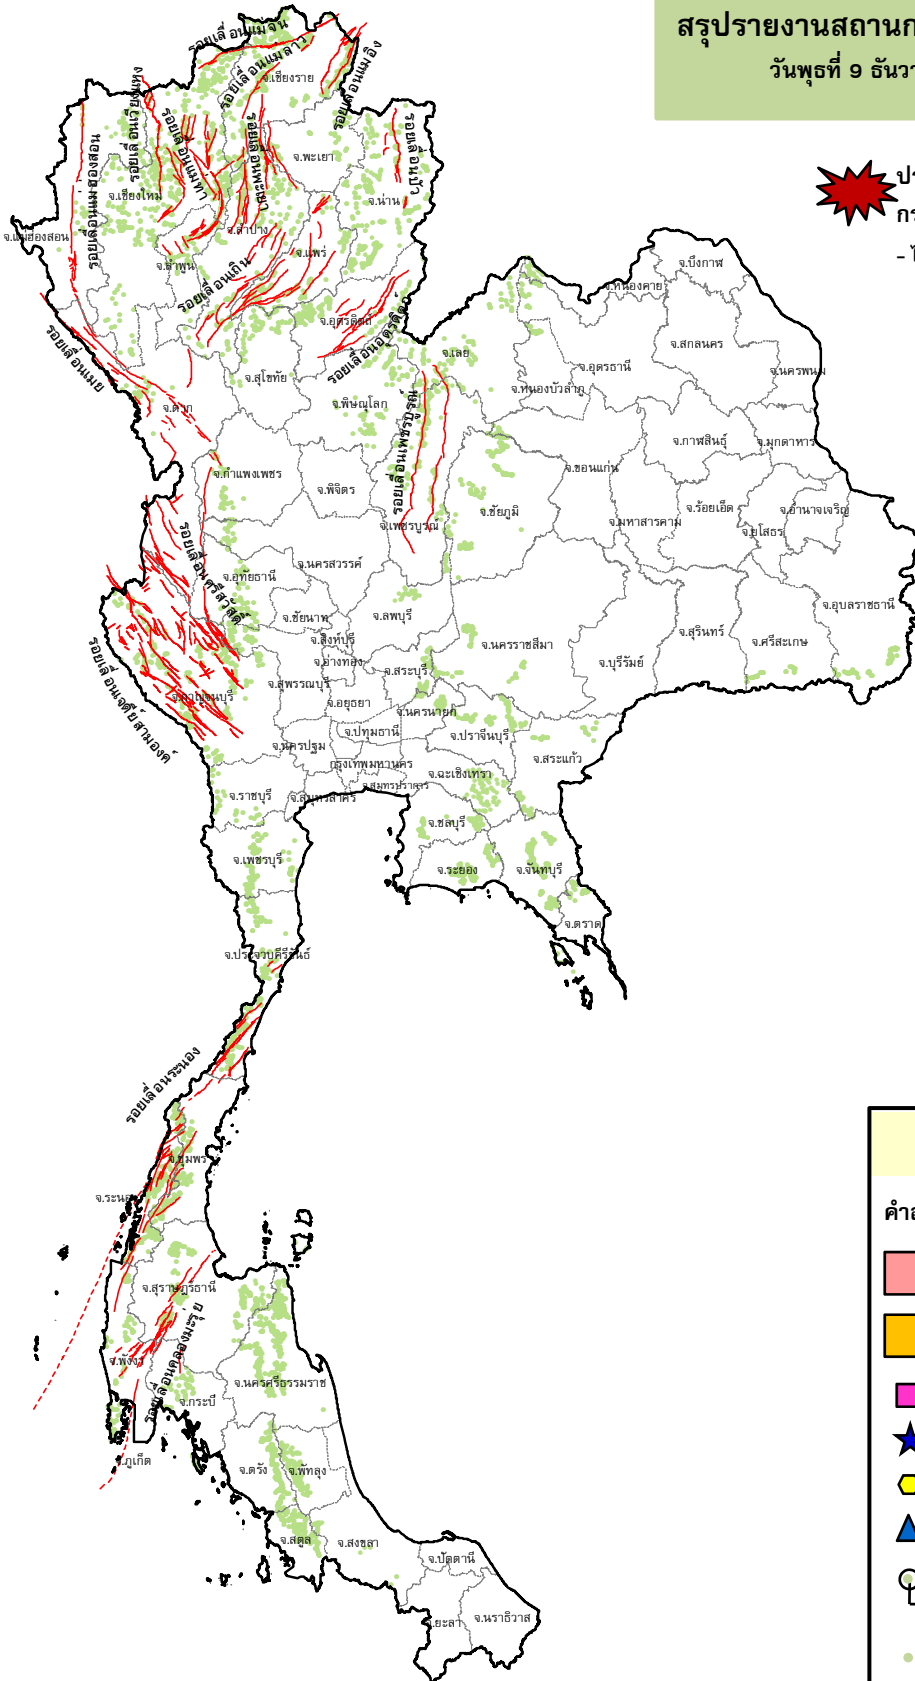 สรุปรายงานสถานก
วันพุธที่ 9 ธันวา
ปร
กร
- ไ
รอยเลื่อนแม่จัน
รอยเลื่อนแม่ลาว
รอยเลื่อนแม่อิง
จ.เชียงราย
รอยเลื่อนเวียงแหง
รอยเลื่อนแม่ทา
รอยเลื่อนพะเยา
รอยเลื่อนปัว
รอยเลื่อนแม่ฮ่องสอน
จ.พะเยา
จ.เชียงใหม่
จ.น่าน
จ.แม่ฮ่องสอน
จ.ลำปาง
จ.แพร่
จ.ลำพูน
รอยเลื่อนเถิน
จ.บึงกาฬ
จ.หนองคาย
จ.อุตรดิตถ์
รอยเลื่อนอุตรดิตถ์
รอยเลื่อนเมย
จ.เลย
จ.สกลนคร
จ.อุดรธานี
จ.นครพนม
จ.สุโขทัย
จ.หนองบัวลำภู
จ.ตาก
จ.พิษณุโลก
รอยเลื่อนเพชรบูรณ์
จ.กาฬสินธุ์
จ.มุกดาหาร
จ.กำแพงเพชร
จ.พิจิตร
จ.ขอนแก่น
จ.ชัยภูมิ
จ.ร้อยเอ็ด
จ.อำนาจเจริญ
จ.เพชรบูรณ์
จ.มหาสารคาม
จ.ยโสธร
รอยเลื่อนศรีสวัสดิ์
จ.นครสวรรค์
จ.อุทัยธานี
จ.อุบลราชธานี
จ.ชัยนาท
จ.ลพบุรี
จ.สิงห์บุรี
จ.นครราชสีมา
จ.สุรินทร์
จ.ศรีสะเกษ
จ.อ่างทอง
จ.สระบุรี
จ.บุรีรัมย์
จ.สุพรรณบุรี
จ.กาญจนบุรี
รอยเลื่อนเจดีย์สามองค์
จ.อยุธยา
จ.นครนายก
จ.ปทุมธานี
จ.ปราจีนบุรี
จ.นครปฐม
จ.สระแก้ว
กรุงเทพมหานคร
จ.ฉะเชิงเทรา
จ.สมุทรปราการ
จ.ราชบุรี
จ.สมุทรสาคร
จ.ชลบุรี
จ.เพชรบุรี
จ.ระยอง
จ.จันทบุรี
จ.ตราด
จ.ประจวบคีรีขันธ์
รอยเลื่อนระนอง
จ.ชุมพร
จ.ระนอง
คำอ
จ.สุราษฎร์ธานี
รอยเลื่อนคลองมะรุ่ย
จ.พังงา
จ.นครศรีธรรมราช
จ.กระบี่
จ.ภูเก็ต
จ.ตรัง
จ.พัทลุง
จ.สตูล
จ.สงขลา
จ.ปัตตานี
จ.ยะลา
จ.นราธิวาส